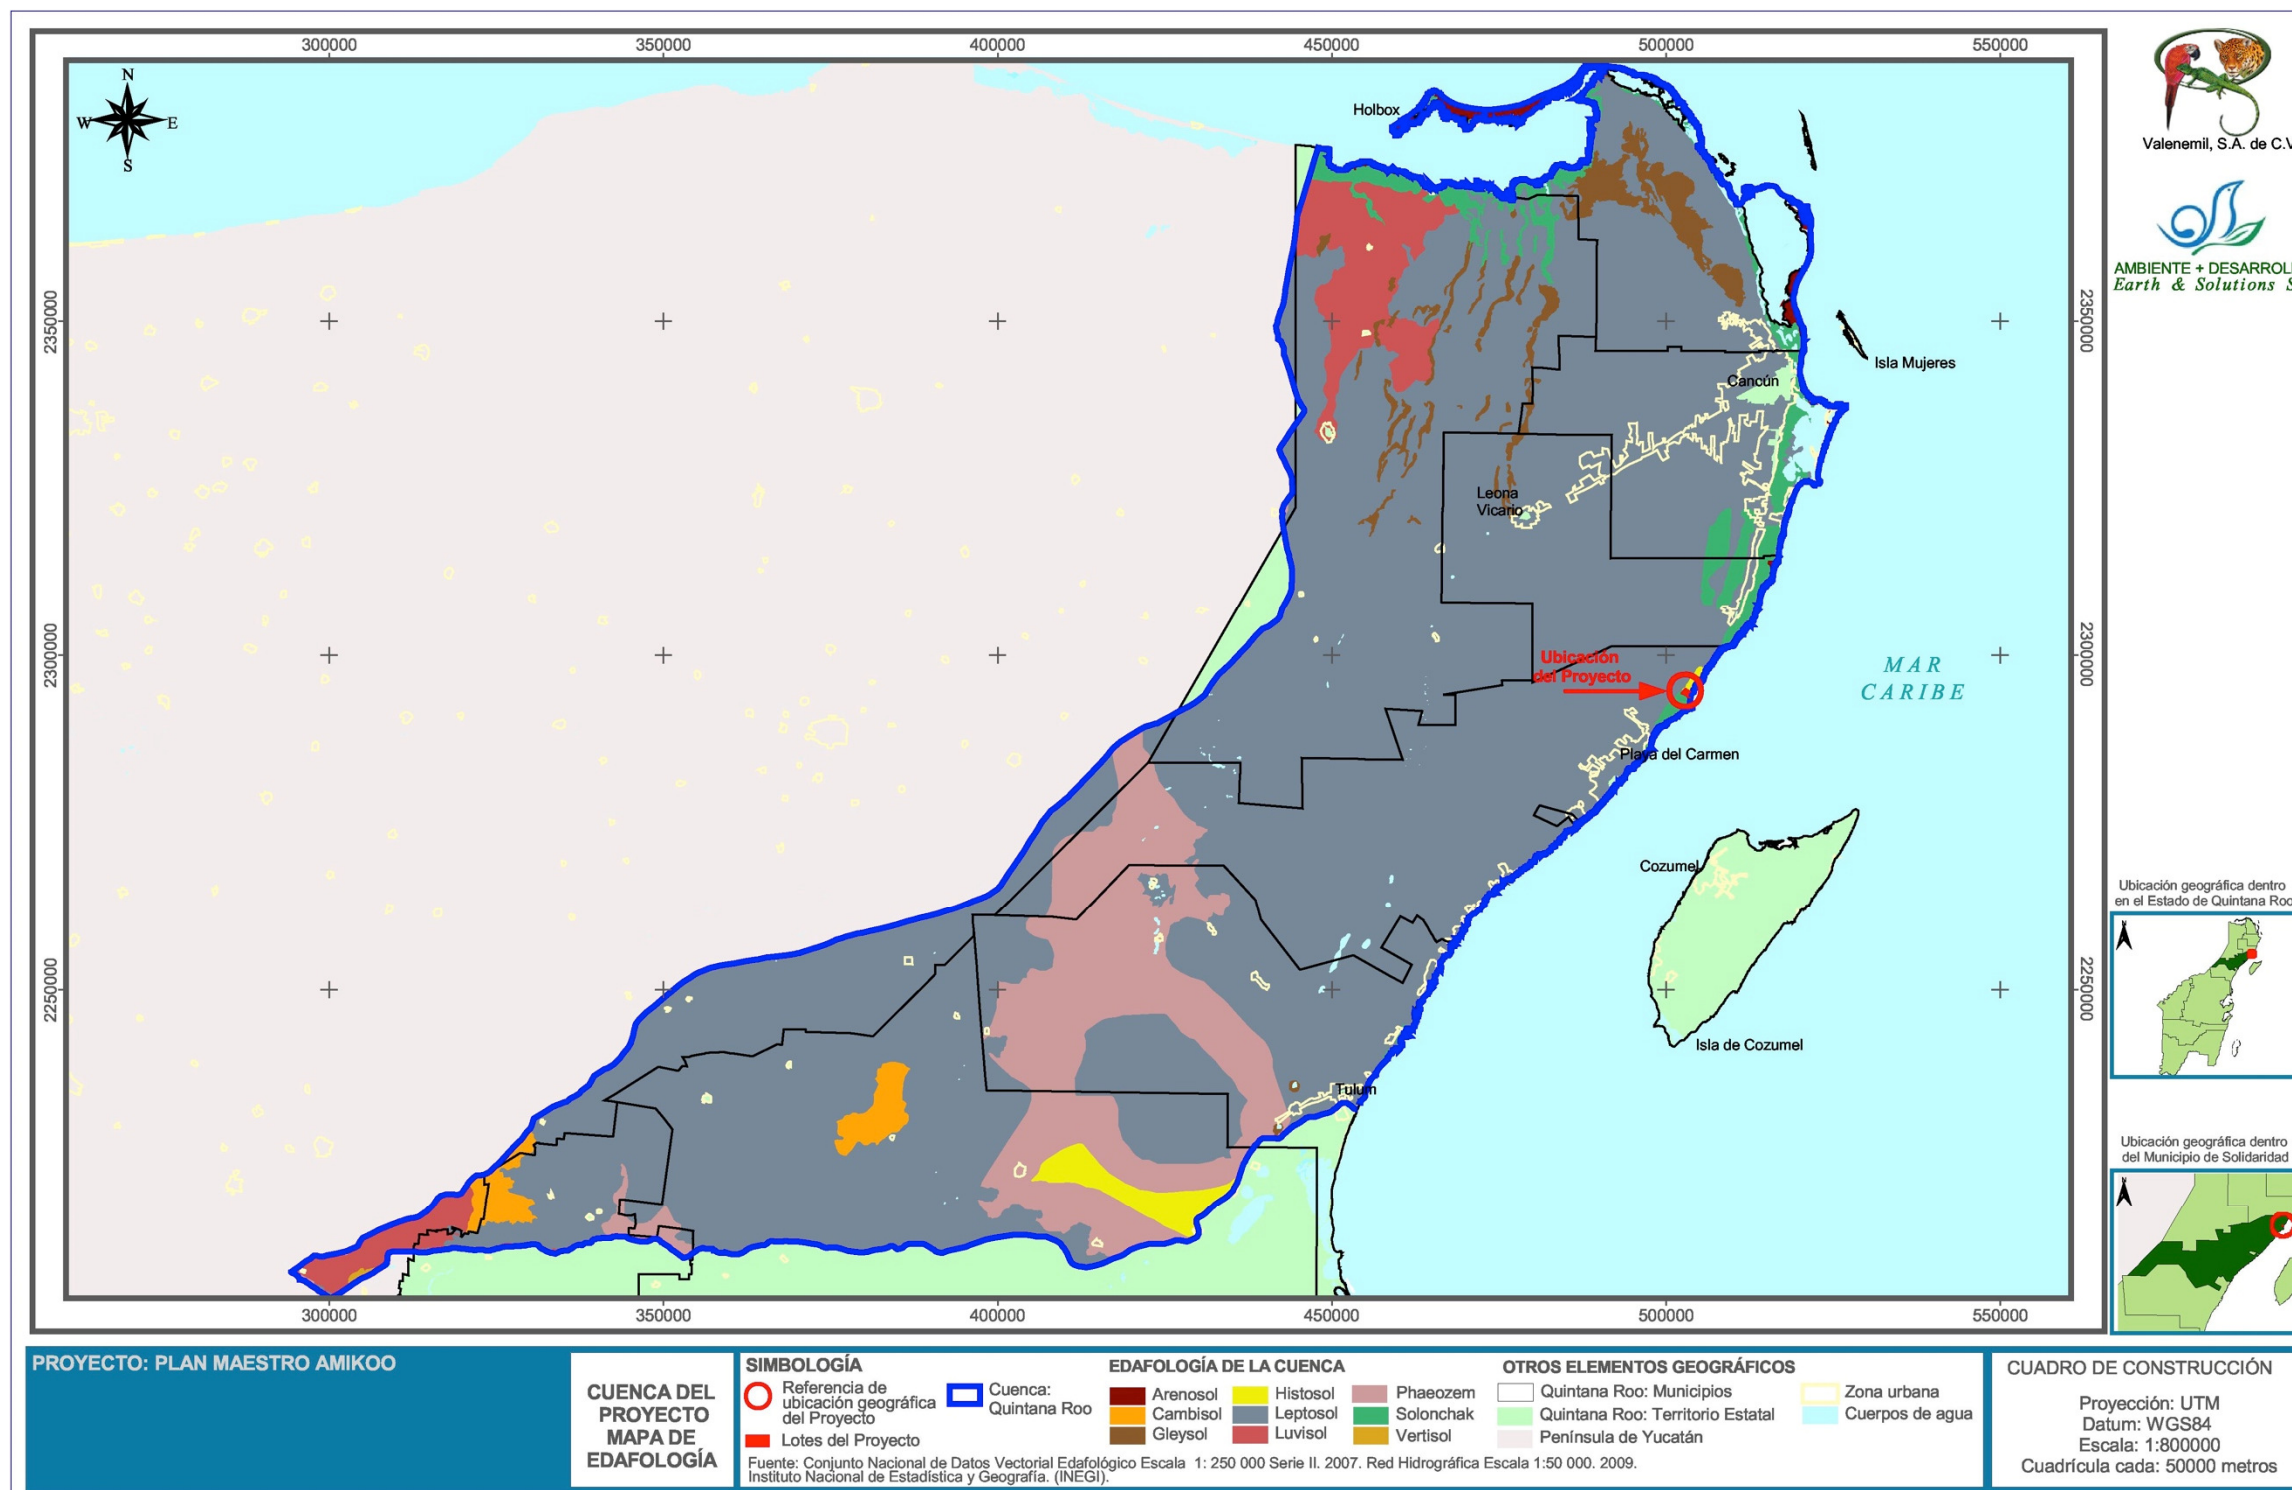 300000
350000
400000
450000
500000
550000
N
W
E
S
Holbox
Valenemil, S.A. de C.V
AMBIENTE + DESARROLL
Earth & Solutions S
2350000
2350000
Isla Mujeres
Cancún
Leona
Vicario
2300000
2300000
Ubicación
del Proyecto
MAR
CARIBE
Playa del Carmen
Cozumel
Isla de Cozumel
Tulum
2250000
2250000
Ubicación geográfica dentro
en el Estado de Quintana Roo
N
Ubicación geográfica dentro
del Municipio de Solidaridad
N
300000
350000
400000
450000
500000
550000
PROYECTO: PLAN MAESTRO AMIKOO
CUENCA DEL
PROYECTO
MAPA DE
EDAFOLOGÍA
SIMBOLOGÍA
Referencia de
ubicación geográfica
del Proyecto
Lotes del Proyecto
Cuenca:
Quintana Roo
EDAFOLOGÍA DE LA CUENCA
Arenosol
Cambisol
Gleysol
Histosol
Leptosol
Luvisol
Phaeozem
Solonchak
Vertisol
OTROS ELEMENTOS GEOGRÁFICOS
Quintana Roo: Municipios
Quintana Roo: Territorio Estatal
Península de Yucatán
Zona urbana
Cuerpos de agua
Fuente: Conjunto Nacional de Datos Vectorial Edafológico Escala 1: 250 000 Serie II. 2007. Red Hidrográfica Escala 1:50 000. 2009.
Instituto Nacional de Estadística y Geografía. (INEGI).
CUADRO DE CONSTRUCCIÓN
Proyección: UTM
Datum: WGS84
Escala: 1:800000
Cuadrícula cada: 50000 metros